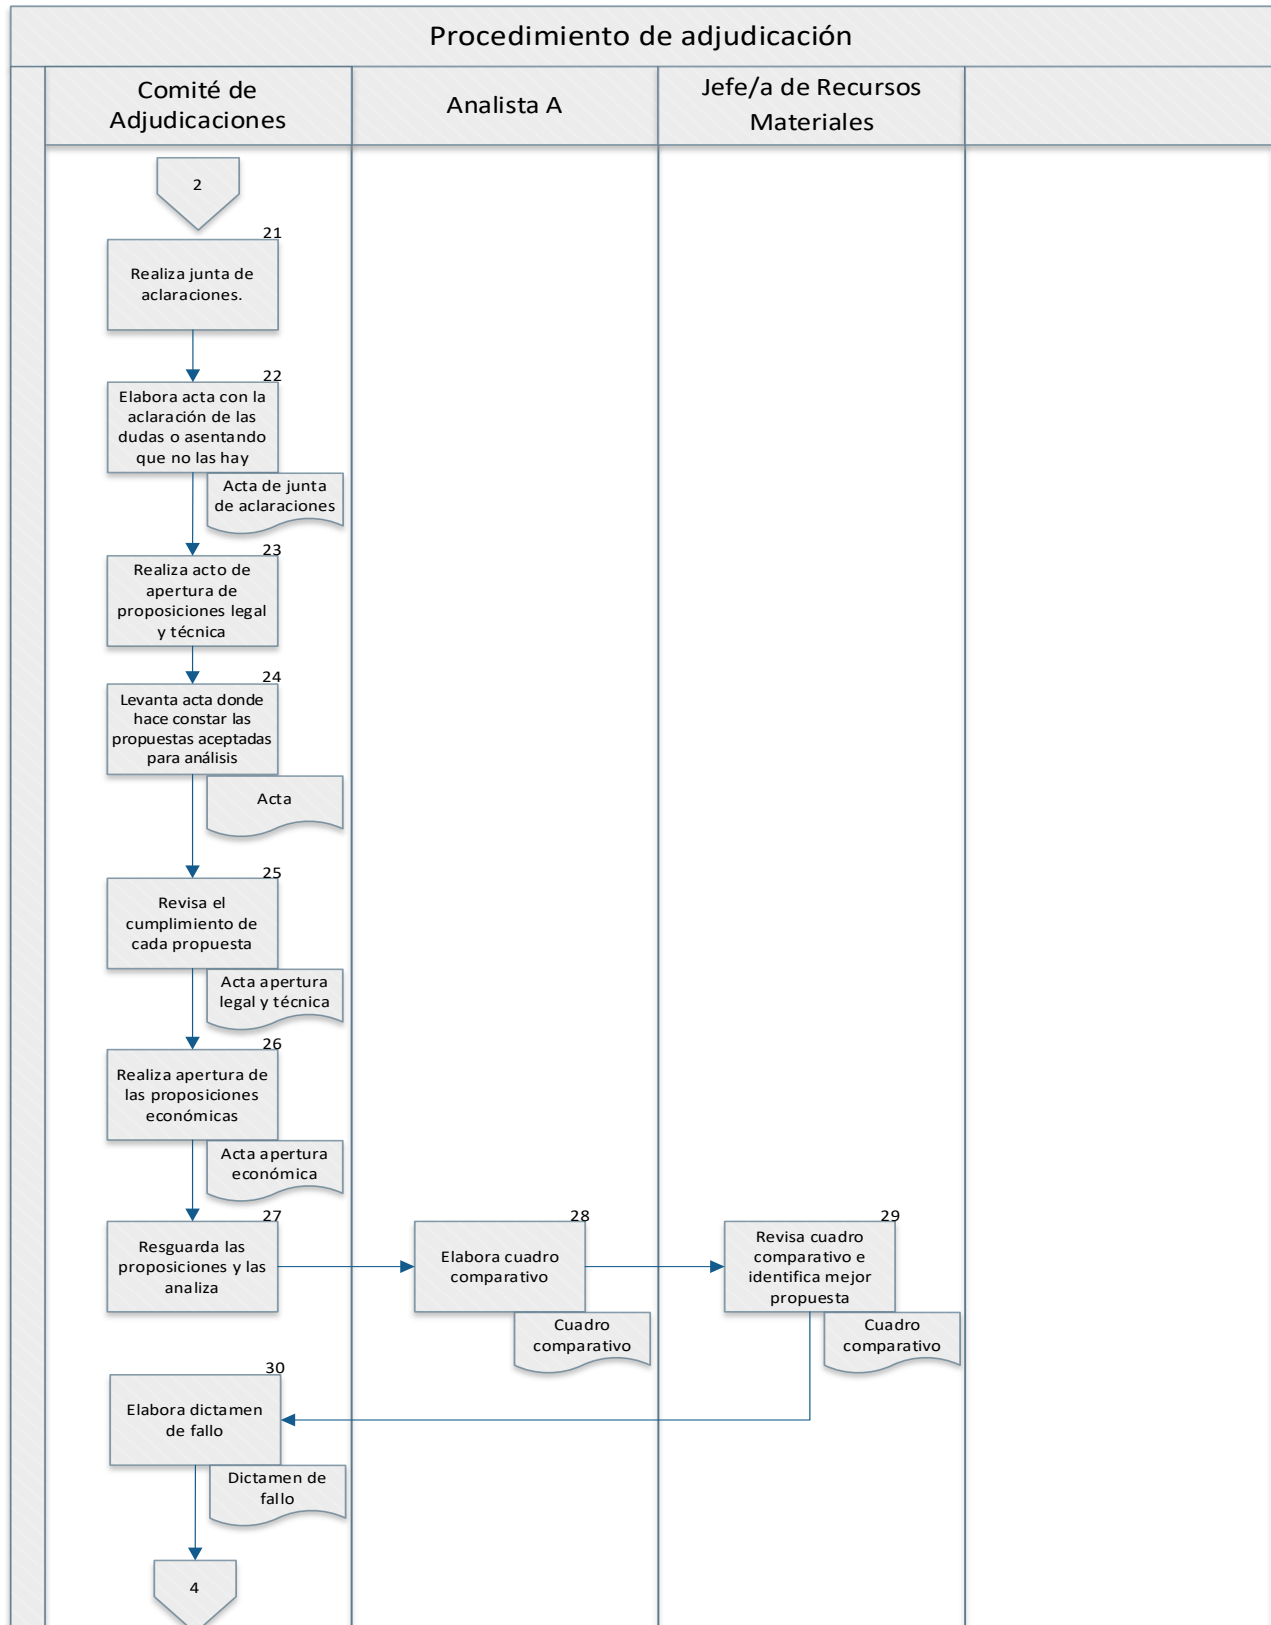 Procedimiento de adjudicación
Comité de
Adjudicaciones
Analista A
Jefe/a de Recursos
Materiales
2
21
Realiza junta de
aclaraciones.
22
Elabora acta con la
aclaración de las
dudas o asentando
que no las hay
Acta de junta
de aclaraciones
23
Realiza acto de
apertura de
proposiciones legal
y técnica
24
Levanta acta donde
hace constar las
propuestas aceptadas
para análisis
Acta
25
Revisa el
cumplimiento de
cada propuesta
Acta apertura
legal y técnica
26
Realiza apertura de
las proposiciones
económicas
Acta apertura
económica
27
Resguarda las
proposiciones y las
analiza
28
Elabora cuadro
comparativo
Cuadro
comparativo
29
Revisa cuadro
comparativo e
identifica mejor
propuesta
Cuadro
comparativo
30
Elabora dictamen
de fallo
Dictamen de
fallo
4